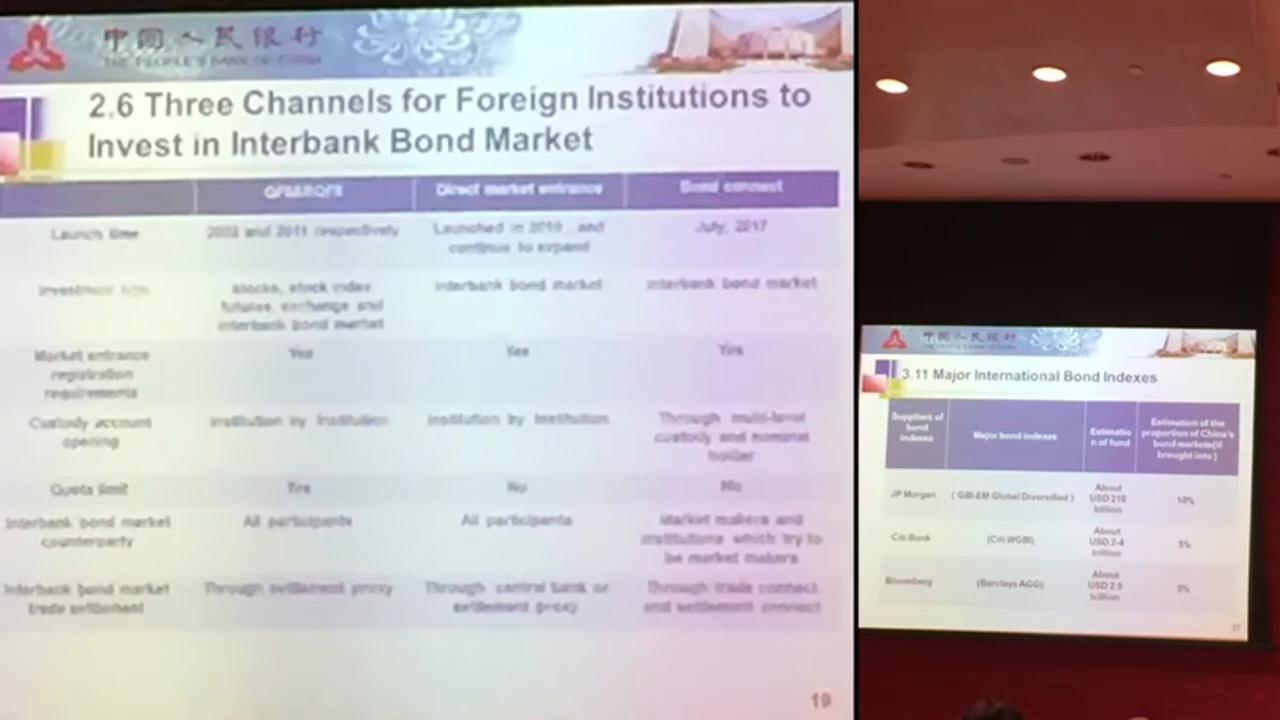 中国人民银行
THE PEOPLE'S BANK OF CHINA
2.6 Three Channels for Foreign Institutions to
Invest in Interbank Bond Market
Direct market entrance
Bond connect
Launch time
2011 respectively
Launched in and
continue to expand
July, 2017
stocks, stock index
futures, exchange and
interbank bond market
interbank bond market
interbank bond market
Market entrance
registration
requirements
Yes
Yes
Yes
Custody account
opening
institution by institution
institution by institution
Through multi-level
custody and nominal
holder
Quota limit
Yes
No
No
Interbank bond market
counterparty
All participants
All participants
Market makers and
institutions which try to
be market makers
Interbank bond market
trade settlement
Through settlement proxy
Through central bank or
settlement proxy
Through trade connect
and settlement connect
19
中国人民银行
3.11 Major International Bond Indexes
Suppliers of
bond
indexes
Major bond indexes
Estimatio
n of fund
Estimation of the
proportion of China's
bond markets(if
brought into )
JP Morgan
( GBI-EM Global Diversified )
About
USD 210
billion
10%
Citi Bank
(Citi WGBI)
About
USD 2-4
trillion
5%
Bloomberg
(Barclays AGG)
About
USD 2.5
trillion
5%